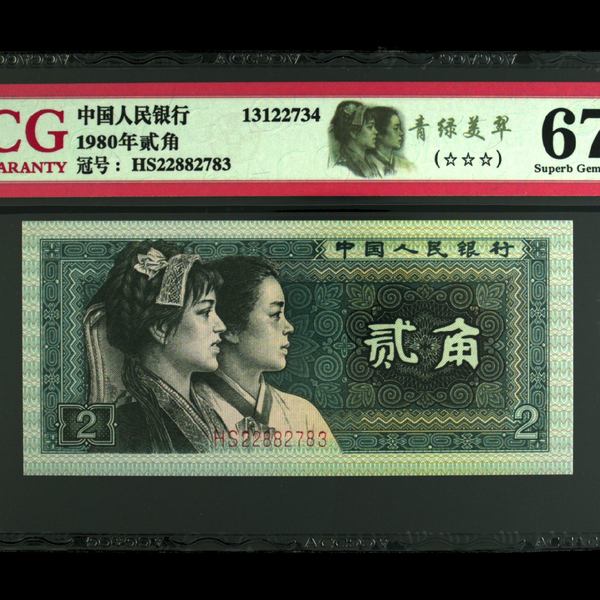 CG
ARANTY
中国人民银行 13122734
1980年贰角
冠号：HS22882783
青绿美翠
(☆☆☆)
67
Superb Gem
中国人民银行
贰角
2
HS22882783
2